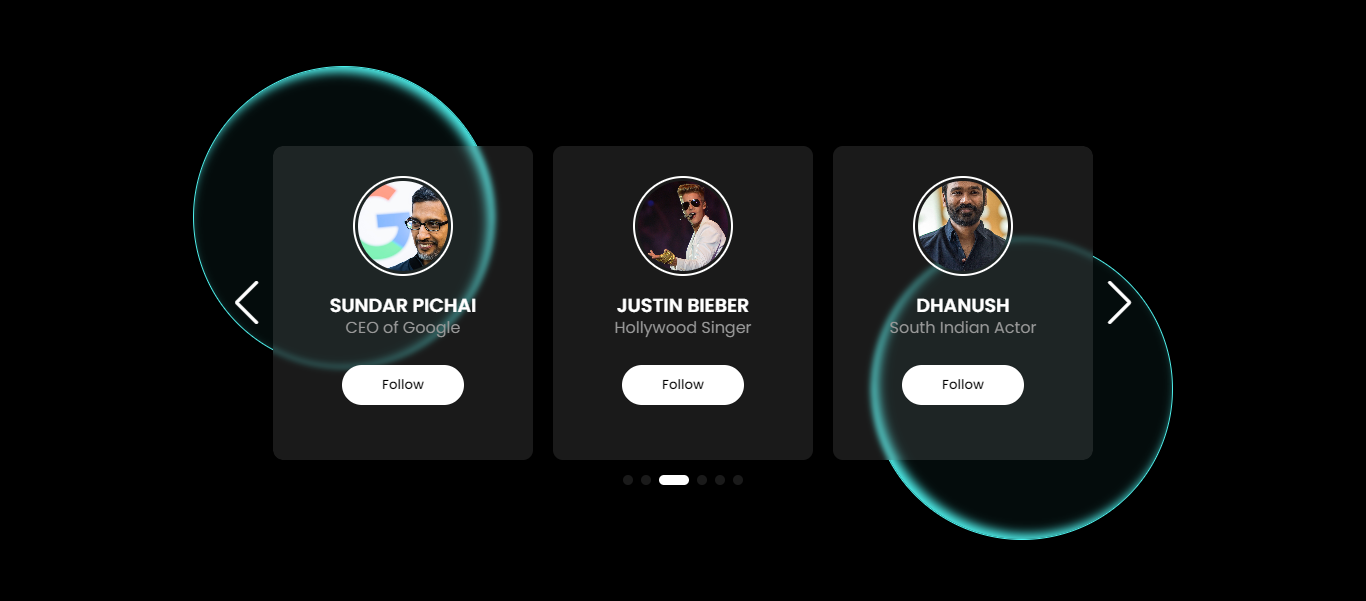 SUNDAR PICHAI
CEO of Google
Follow
JUSTIN BIEBER
Hollywood Singer
Follow
DHANUSH
South Indian Actor
Follow